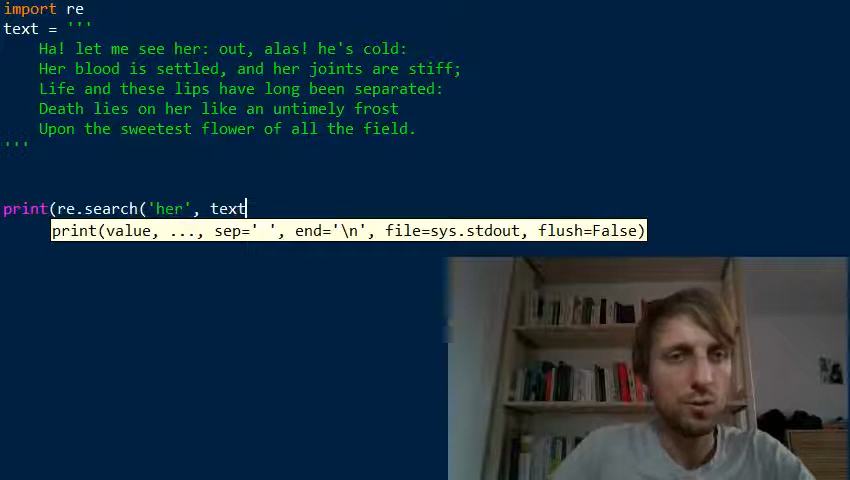 import re
text = '''
Ha! let me see her: out, alas! he's cold:
Her blood is settled, and her joints are stiff;
Life and these lips have long been separated:
Death lies on her like an untimely frost
Upon the sweetest flower of all the field.
'''
print(re.search('her', text
print(value, ..., sep=' ', end='\n', file=sys.stdout, flush=False)